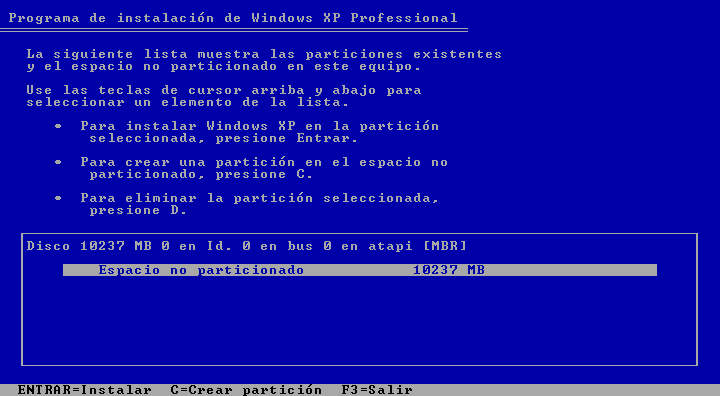 Programa de instalación de Windows XP Professional
La siguiente lista muestra las particiones existentes
y el espacio no particionado en este equipo.
Use las teclas de cursor arriba y abajo para
seleccionar un elemento de la lista.
• Para instalar Windows XP en la partición
seleccionada, presione Entrar.
• Para crear una partición en el espacio no
particionado, presione C.
• Para eliminar la partición seleccionada,
presione D.
Disco 10237 MB 0 en Id. 0 en bus 0 en atapi [MBR]
Espacio no particionado 10237 MB
ENTRAR=Instalar C=Crear partición F3=Salir